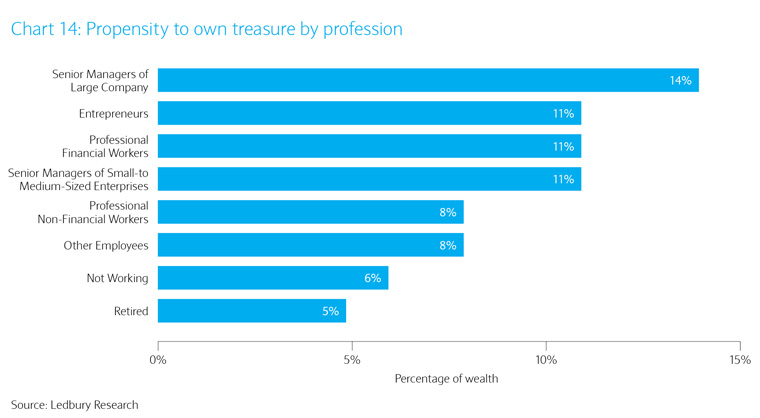 Chart 14: Propensity to own treasure by profession
Senior Managers of
Large Company
14%
Entrepreneurs
11%
Professional
Financial Workers
11%
Senior Managers of Small-to
Medium-Sized Enterprises
11%
Professional
Non-Financial Workers
8%
Other Employees
8%
Not Working
6%
Retired
5%
0%
5%
10%
15%
Percentage of wealth
Source: Ledbury Research